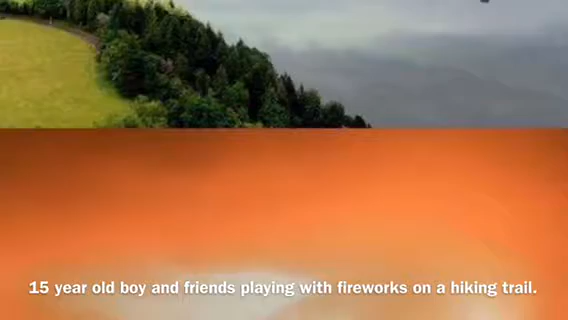 15 year old boy and friends playing with fireworks on a hiking trail.